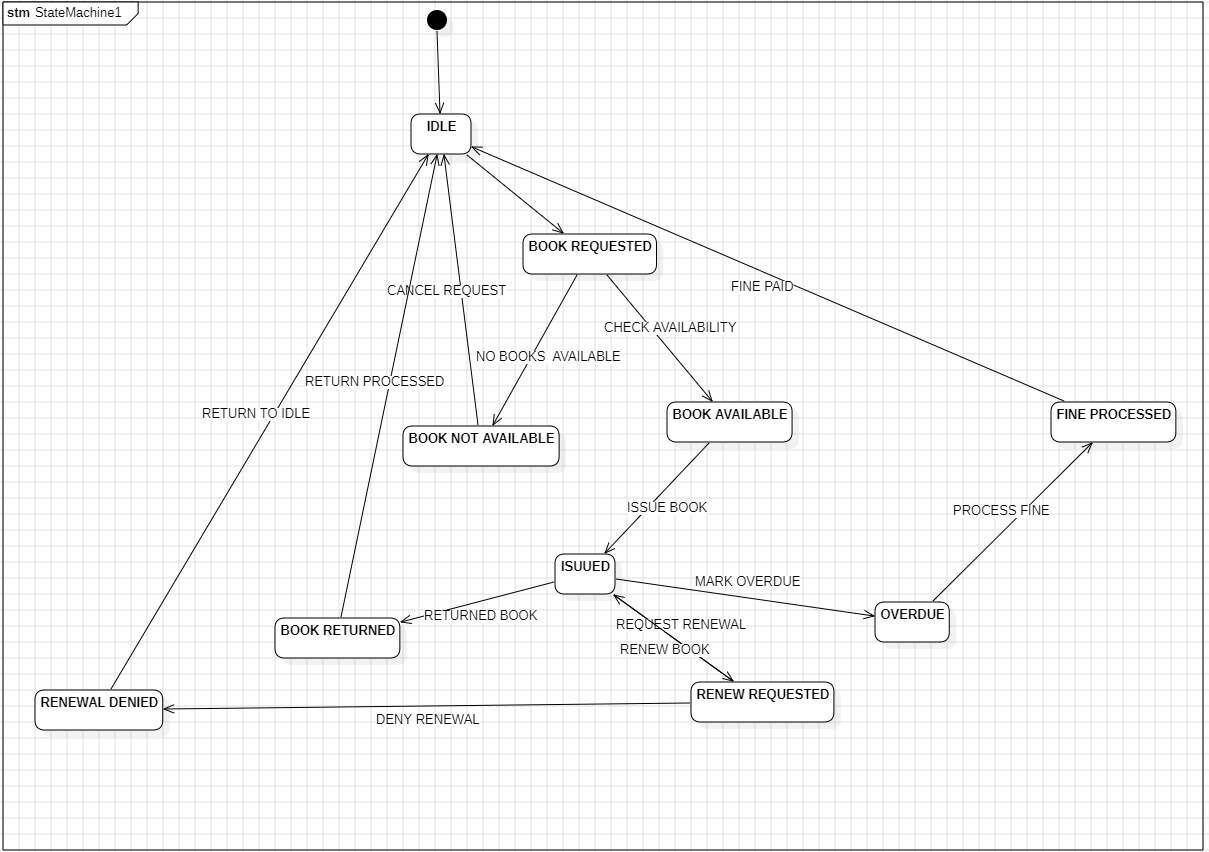 stm StateMachine1
IDLE
BOOK REQUESTED
FINE PAID
CANCEL REQUEST
CHECK AVAILABILITY
NO BOOKS  AVAILABLE
RETURN PROCESSED
RETURN TO IDLE
BOOK AVAILABLE
FINE PROCESSED
BOOK NOT AVAILABLE
ISSUE BOOK
PROCESS FINE
ISUUED
MARK OVERDUE
RETURNED BOOK
OVERDUE
REQUEST RENEWAL
BOOK RETURNED
RENEW BOOK
RENEWAL DENIED
RENEW REQUESTED
DENY RENEWAL